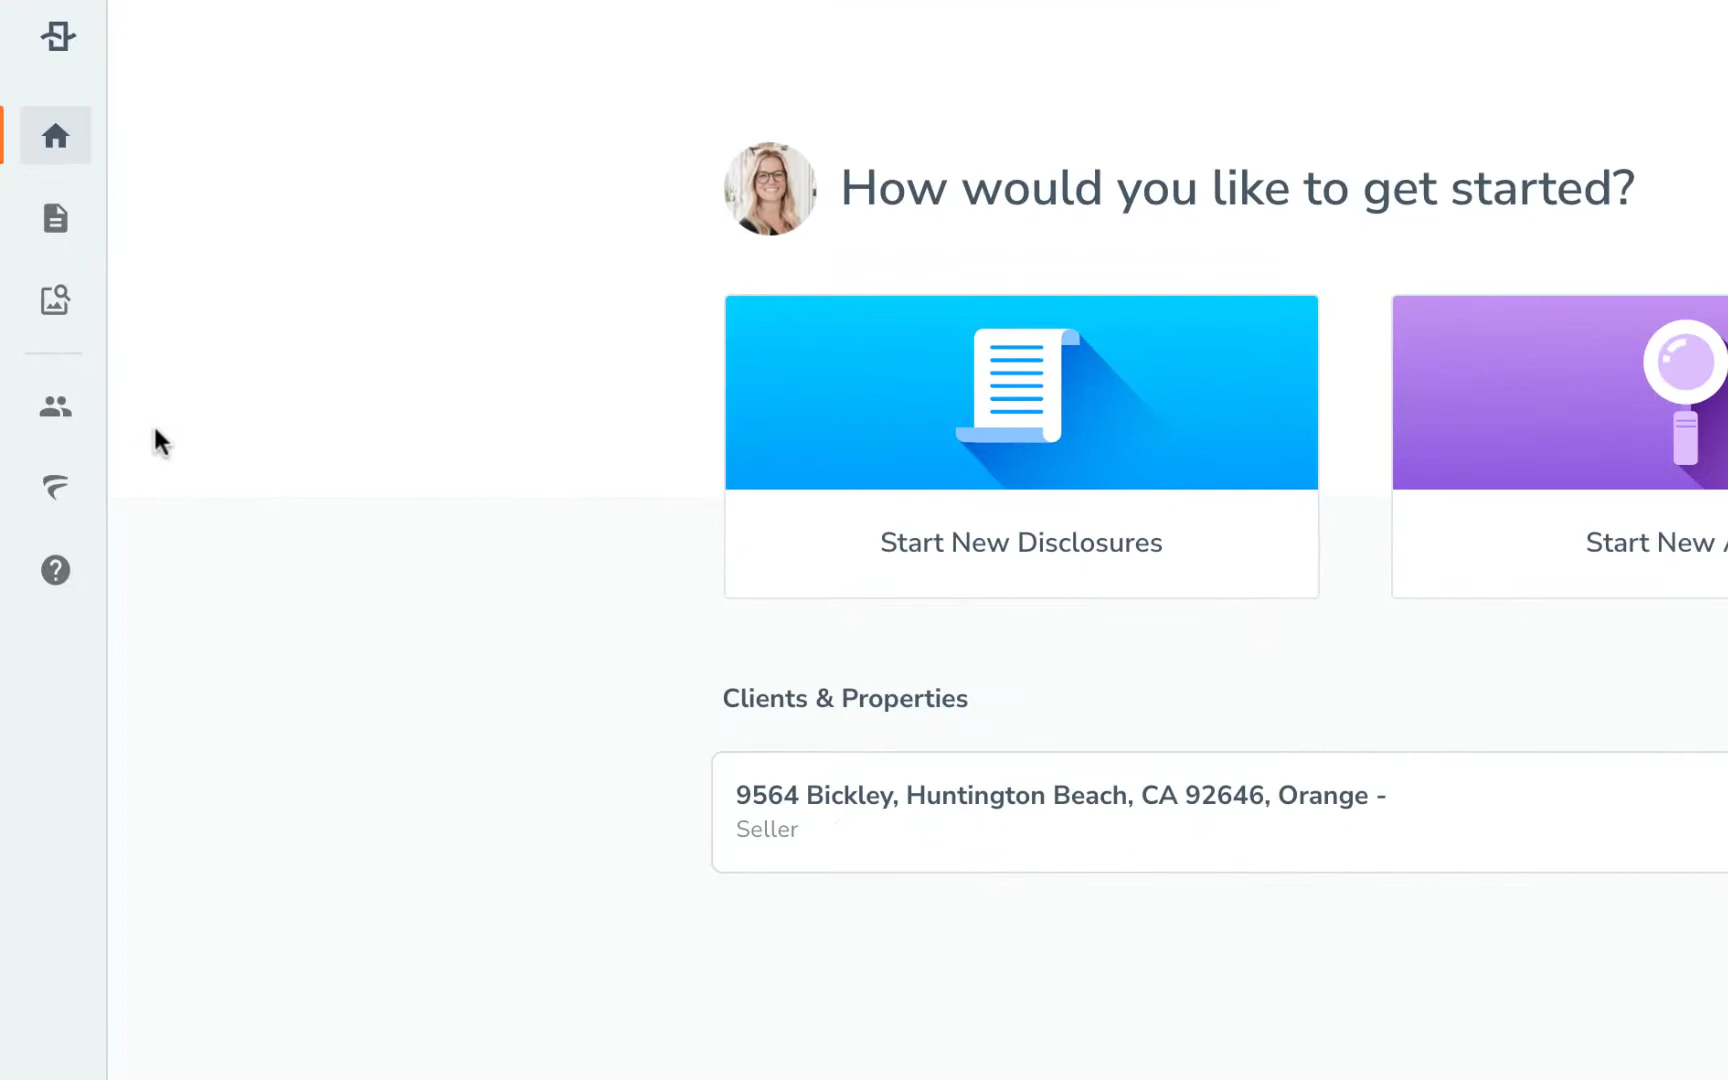 How would you like to get started?
Start New Disclosures
Start New
Clients & Properties
9564 Bickley, Huntington Beach, CA 92646, Orange -
Seller